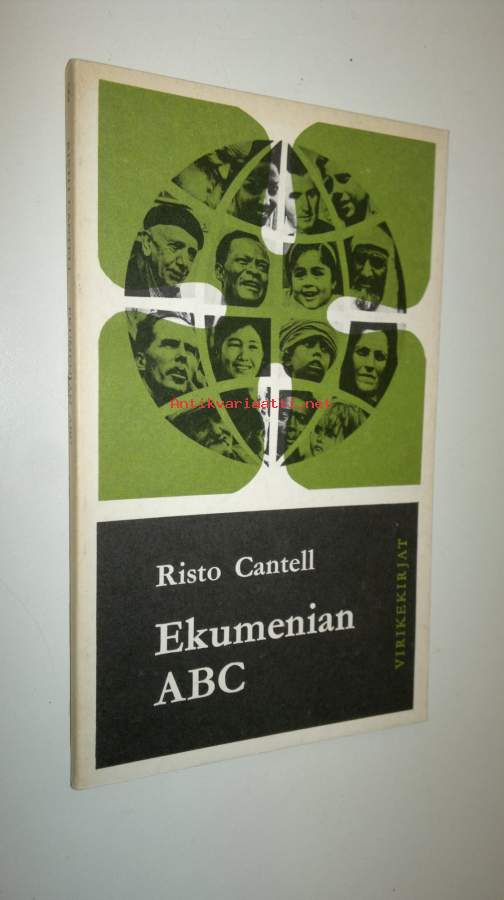 Antikvariaatti.net
Risto Cantell
Ekumenian
ABC
VIRIKEKIRJAT